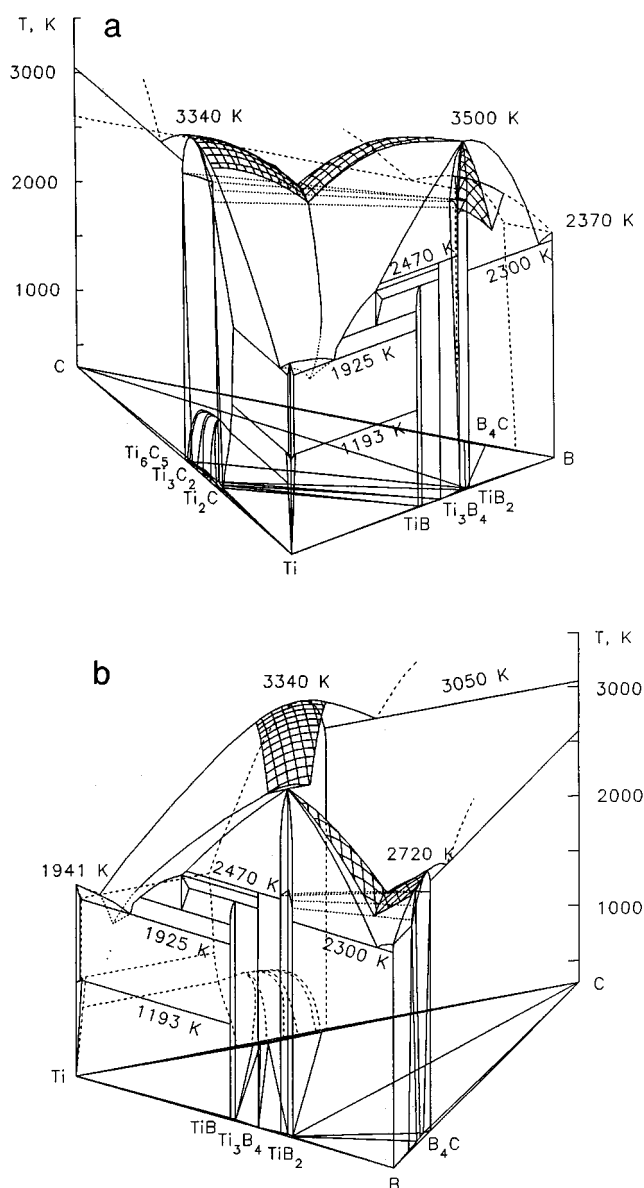 T, K
a
3000
3340 K
3500 K
2000
2370 K
2470 K
2300 K
1000
1925 K
C
1193 K
B₄C
B
Ti₆C₅
Ti₃C₂
Ti₂C
TiB
Ti₃B₄
TiB₂
Ti
T, K
b
3340 K
3050 K
3000
2000
2720 K
1941 K
2470 K
1000
1925 K
2300 K
C
1193 K
Ti
TiB
Ti₃B₄
TiB₂
B₄C
B